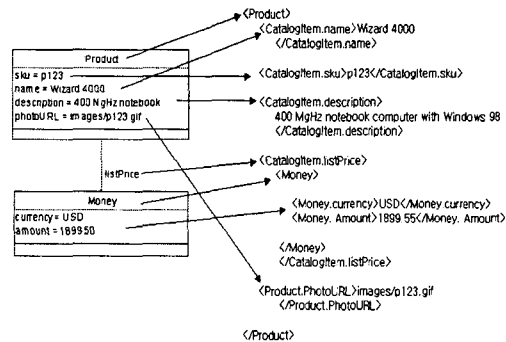 Product
sku = p123
name = Wizard 4000
description = 400 MgHz notebook
photoURL = images/p123.gif
listPrice
Money
currency = USD
amount = 1899.50
<Product>
<CatalogItem.name>Wizard 4000
</CatalogItem.name>
<CatalogItem.sku>p123</CatalogItem.sku>
<CatalogItem.description>
400 MgHz notebook computer with Windows 98
</CatalogItem.description>
<CatalogItem.listPrice>
<Money>
<Money.currency>USD</Money currency>
<Money. Amount>1899 55</Money. Amount>
</Money>
</CatalogItem.listPrice>
<Product.PhotoURL>images/p123.gif
</Product.PhotoURL>
</Product>